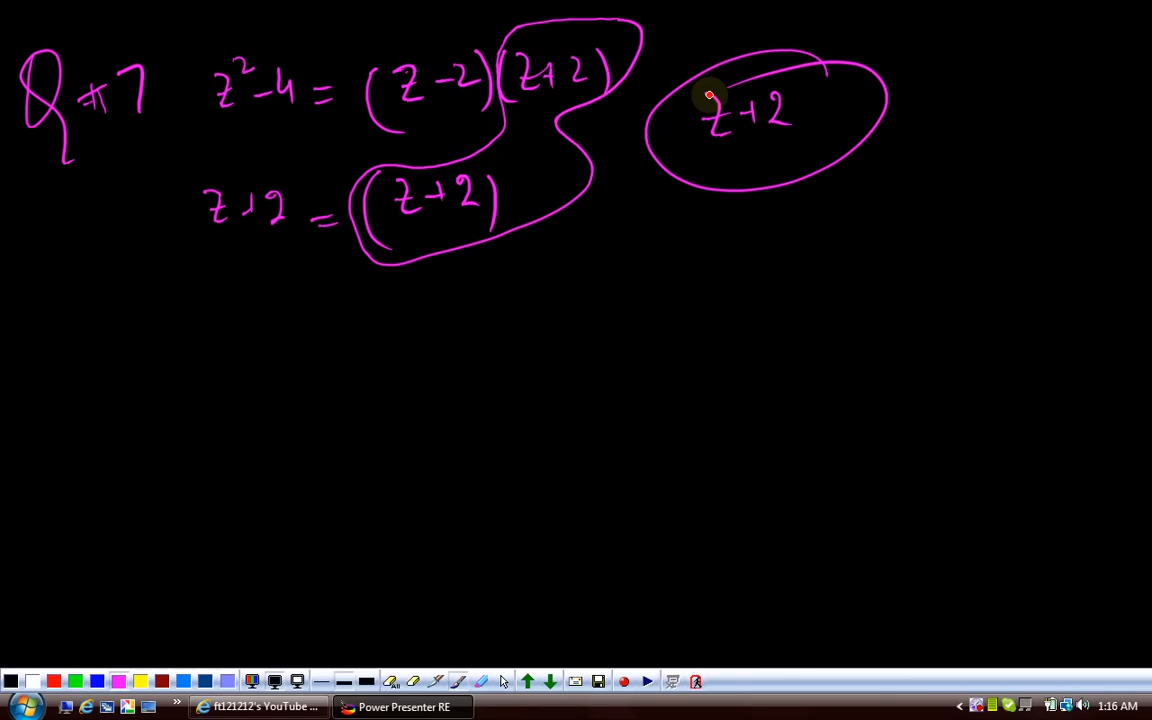 Q#7 z²-4 = (z-2)(z+2)
z+2
z+2 = (z+2)
ft121212's YouTube ...
Power Presenter RE
1:16 AM